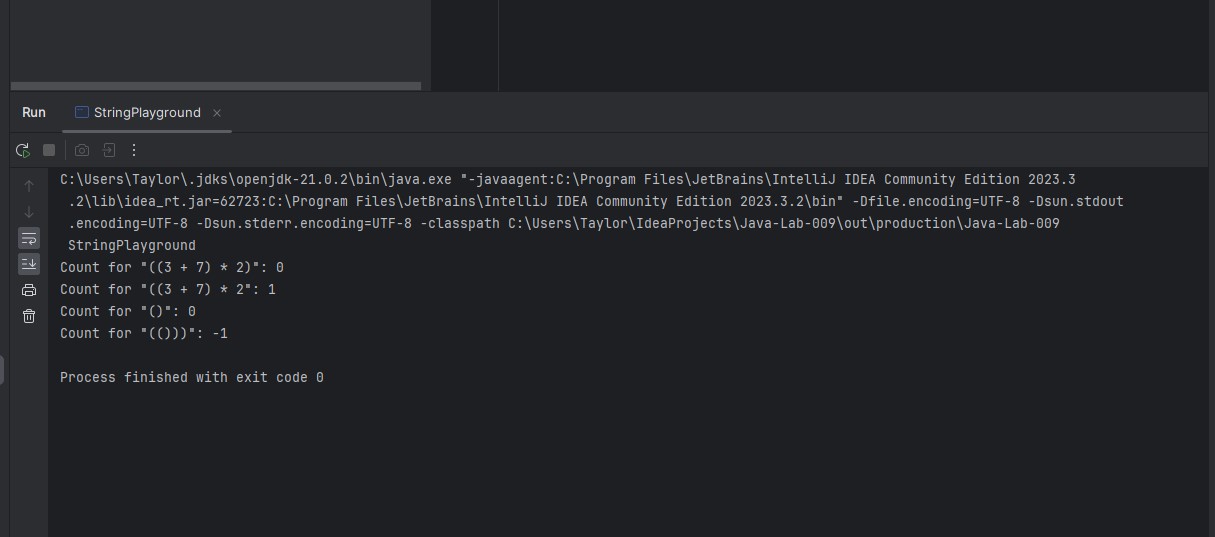 Run
StringPlayground
C:\Users\Taylor\.jdks\openjdk-21.0.2\bin\java.exe "-javaagent:C:\Program Files\JetBrains\IntelliJ IDEA Community Edition 2023.3
.2\lib\idea_rt.jar=62723:C:\Program Files\JetBrains\IntelliJ IDEA Community Edition 2023.3.2\bin" -Dfile.encoding=UTF-8 -Dsun.stdout
.encoding=UTF-8 -Dsun.stderr.encoding=UTF-8 -classpath C:\Users\Taylor\IdeaProjects\Java-Lab-009\out\production\Java-Lab-009
StringPlayground
Count for "((3 + 7) * 2)": 0
Count for "((3 + 7) * 2": 1
Count for "()": 0
Count for "(()))": -1
Process finished with exit code 0